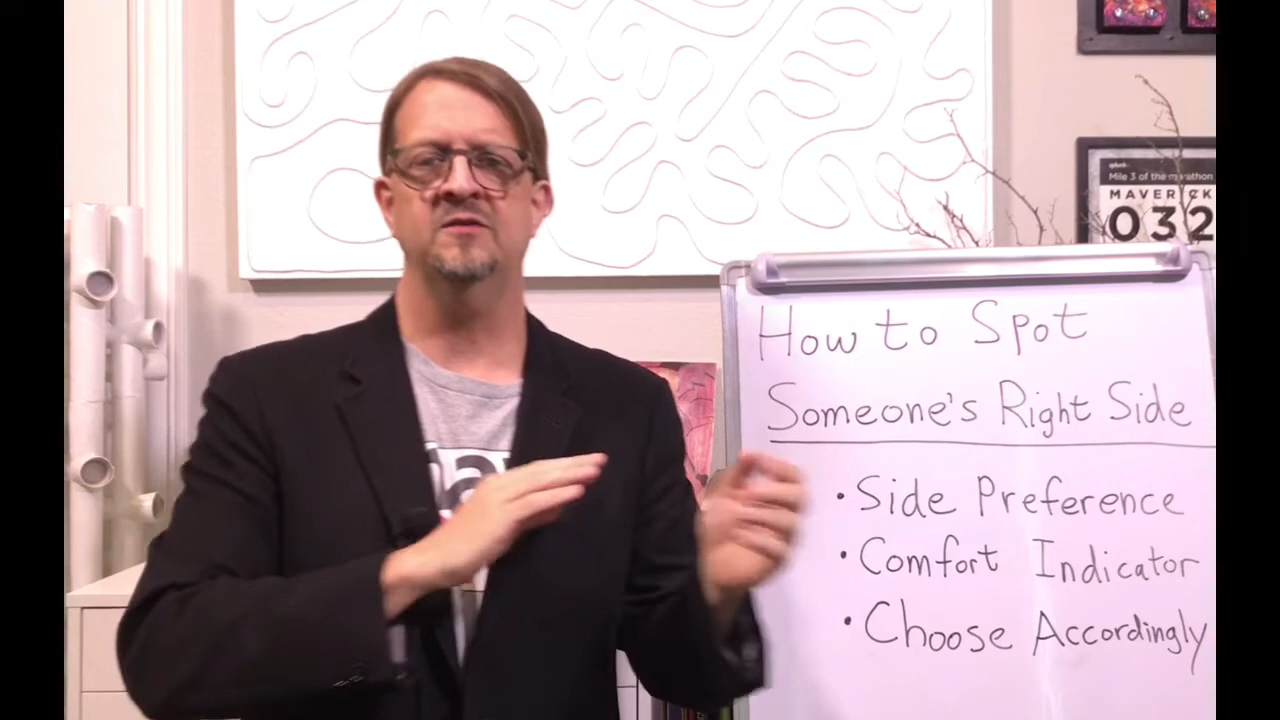 splunk>
Mile 3 of the marathon
MAVERICK
032
How to Spot
Someone's Right Side
• Side Preference
• Comfort Indicator
• Choose Accordingly